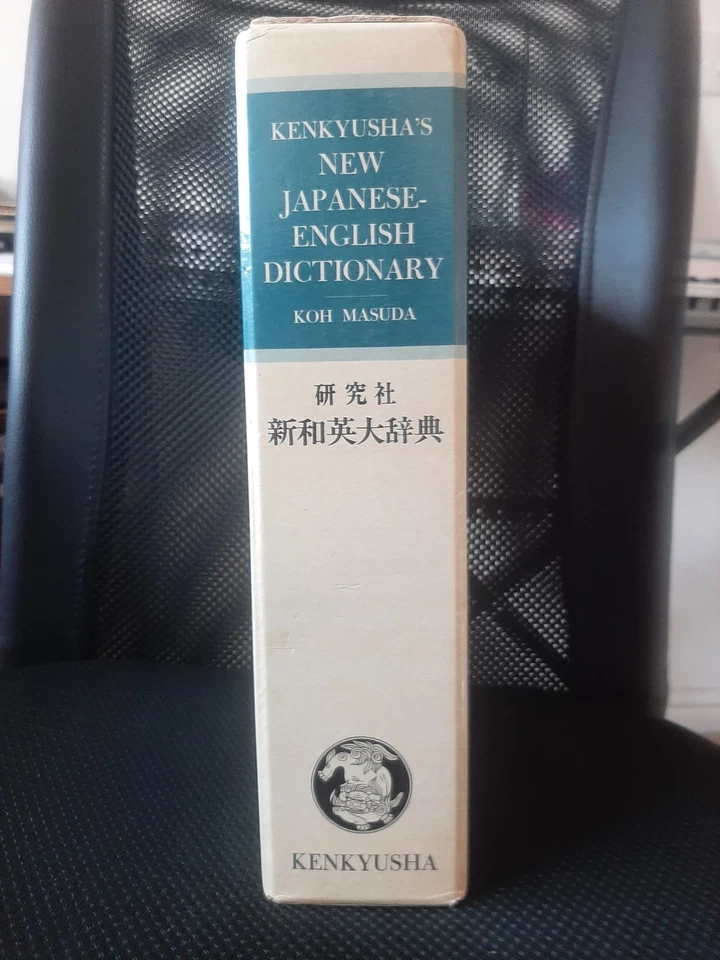 KENKYUSHA'S
NEW
JAPANESE-
ENGLISH
DICTIONARY
KOH MASUDA
研究社
新和英大辞典
KENKYUSHA